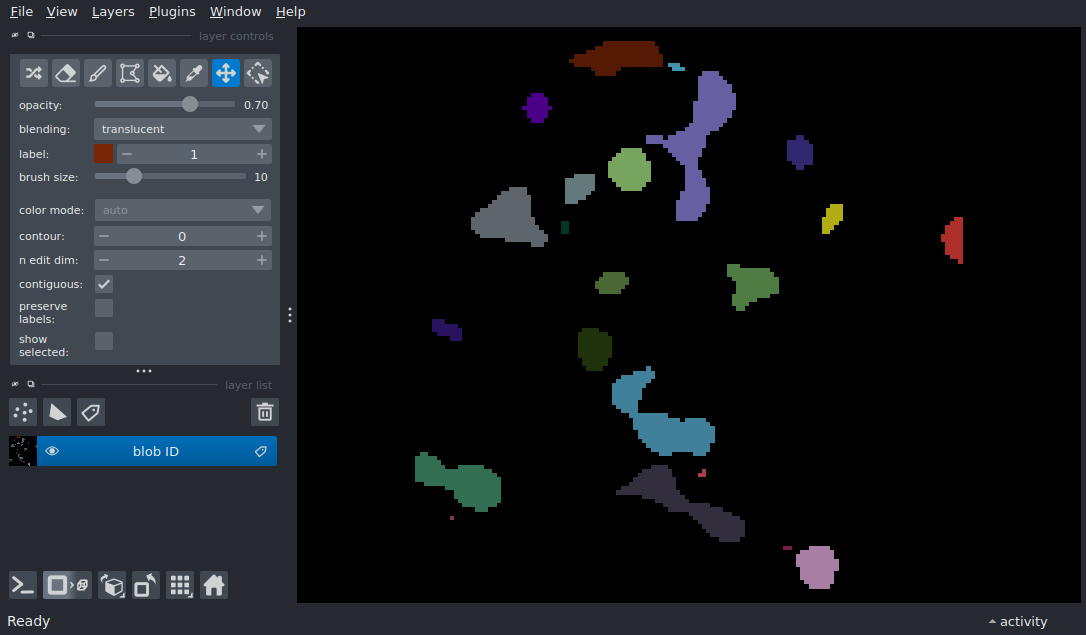 File View Layers Plugins Window Help
layer controls
opacity: 0.70
blending: translucent
label: 1
brush size: 10
color mode: auto
contour: 0
n edit dim: 2
contiguous:
preserve
labels:
show
selected:
layer list
blob ID
Ready
activity